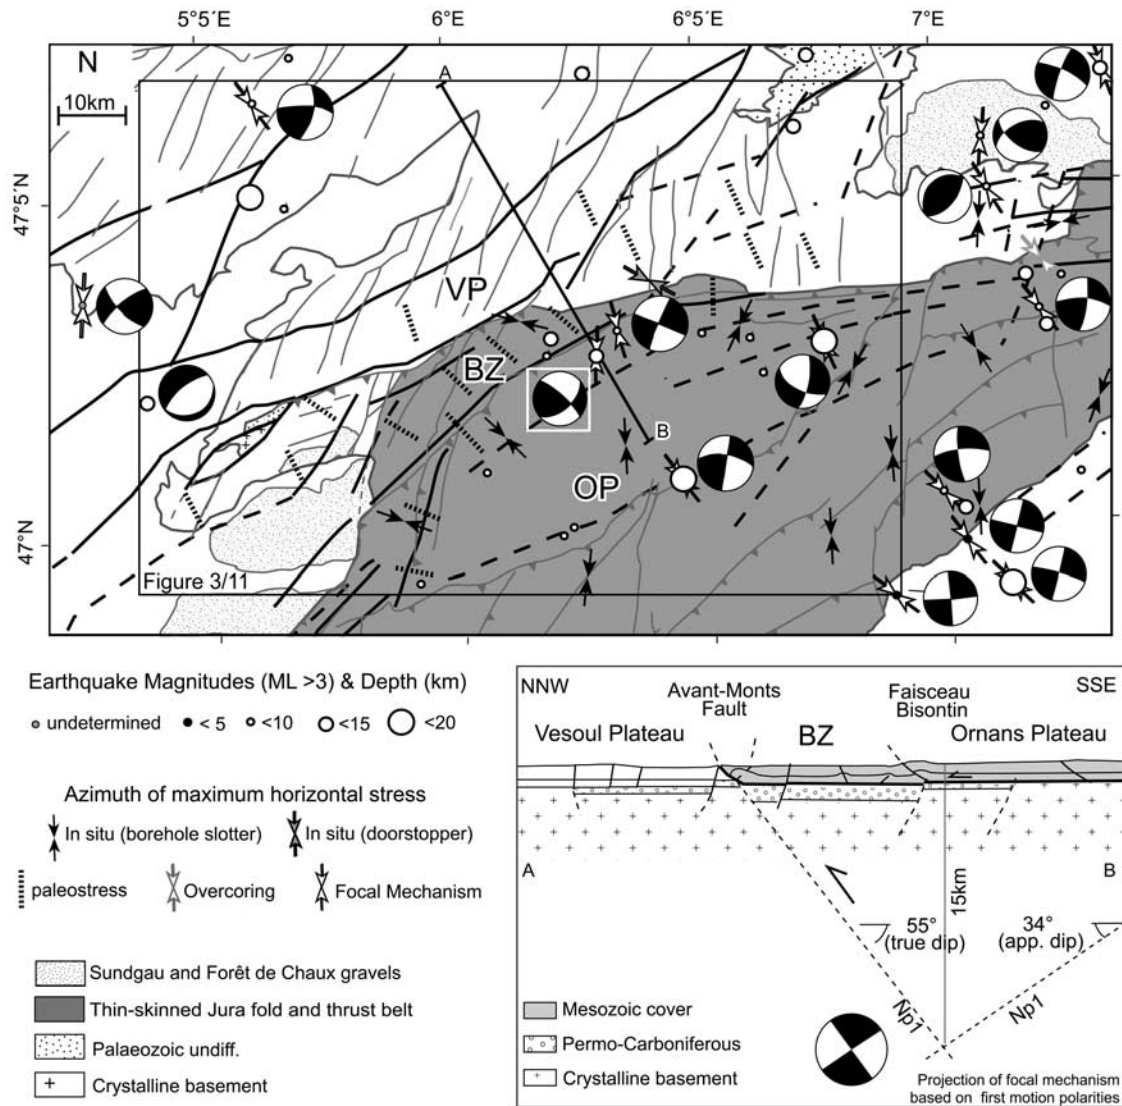 5°5´E
6°E
6°5´E
7°E
N
10km
A
47°5´N
VP
BZ
B
OP
47°N
Figure 3/11
Earthquake Magnitudes (ML >3) & Depth (km)
undetermined
< 5
<10
<15
<20
Azimuth of maximum horizontal stress
In situ (borehole slotter)
In situ (doorstopper)
paleostress
Overcoring
Focal Mechanism
Sundgau and Forêt de Chaux gravels
Thin-skinned Jura fold and thrust belt
Palaeozoic undiff.
Crystalline basement
NNW
Avant-Monts
Fault
Faisceau
Bisontin
SSE
Vesoul Plateau
BZ
Ornans Plateau
A
B
15km
55°
(true dip)
34°
(app. dip)
Np1
Np1
Mesozoic cover
Permo-Carboniferous
Crystalline basement
Projection of focal mechanism
based on first motion polarities